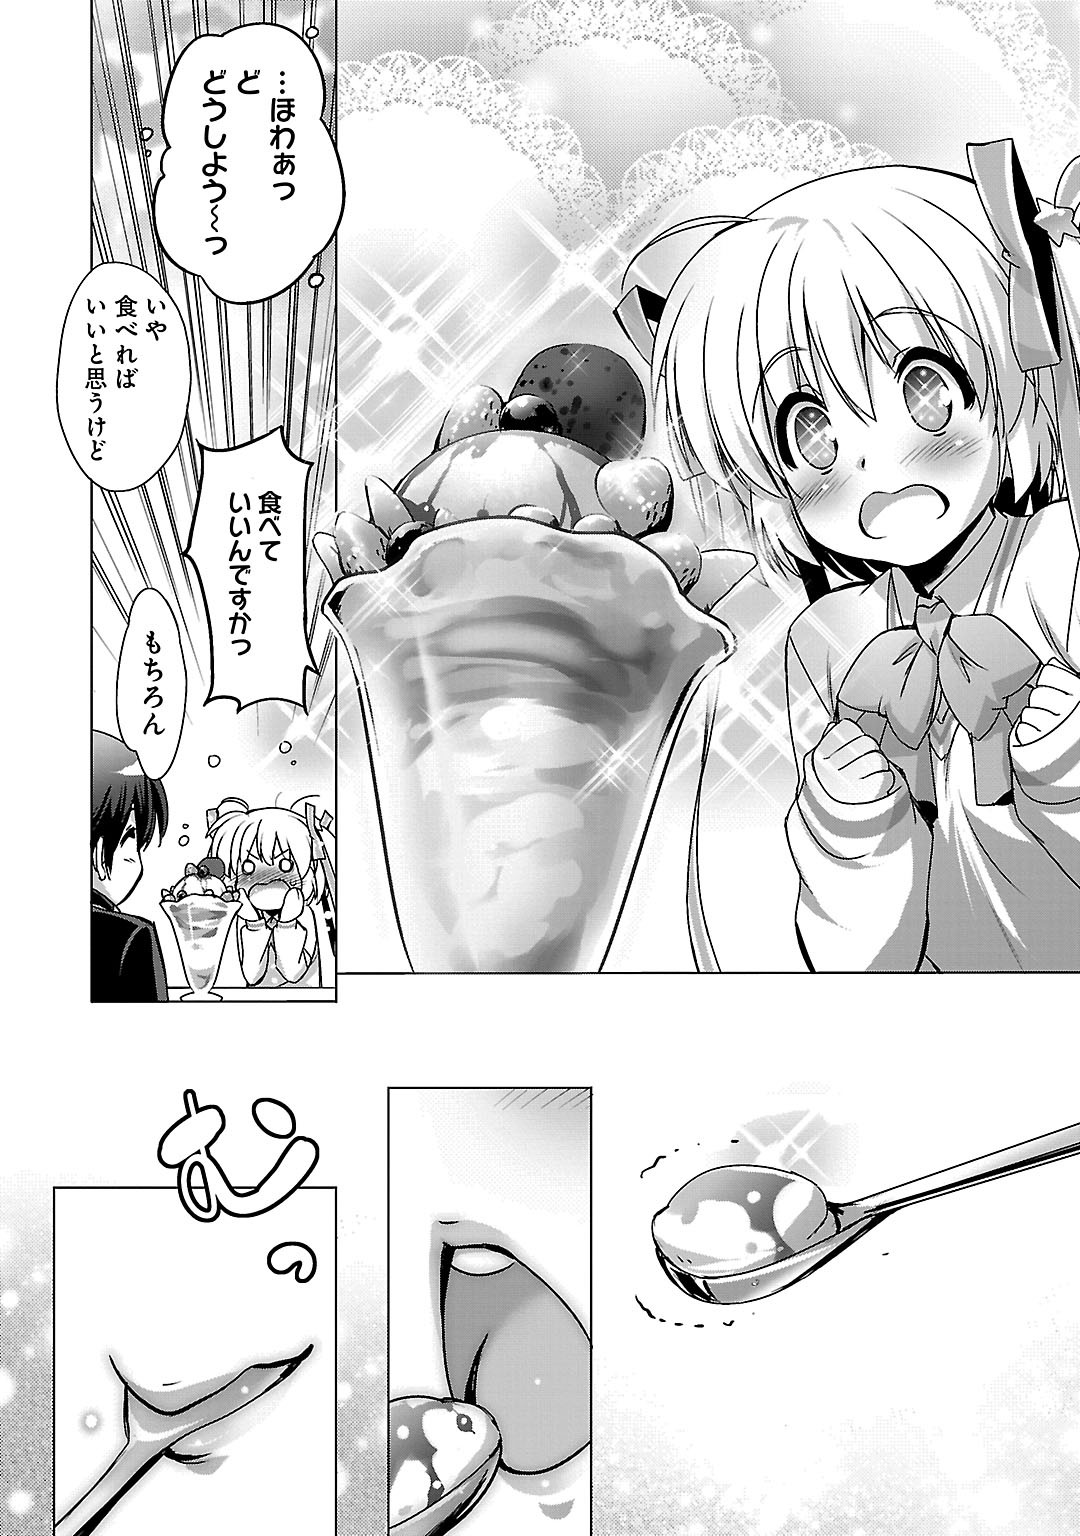 …ほわぁっ
ど
どうしよう〜っ
いや
食べれば
いいと思うけど
食べて
いいんですかっ
もちろん
む
っ